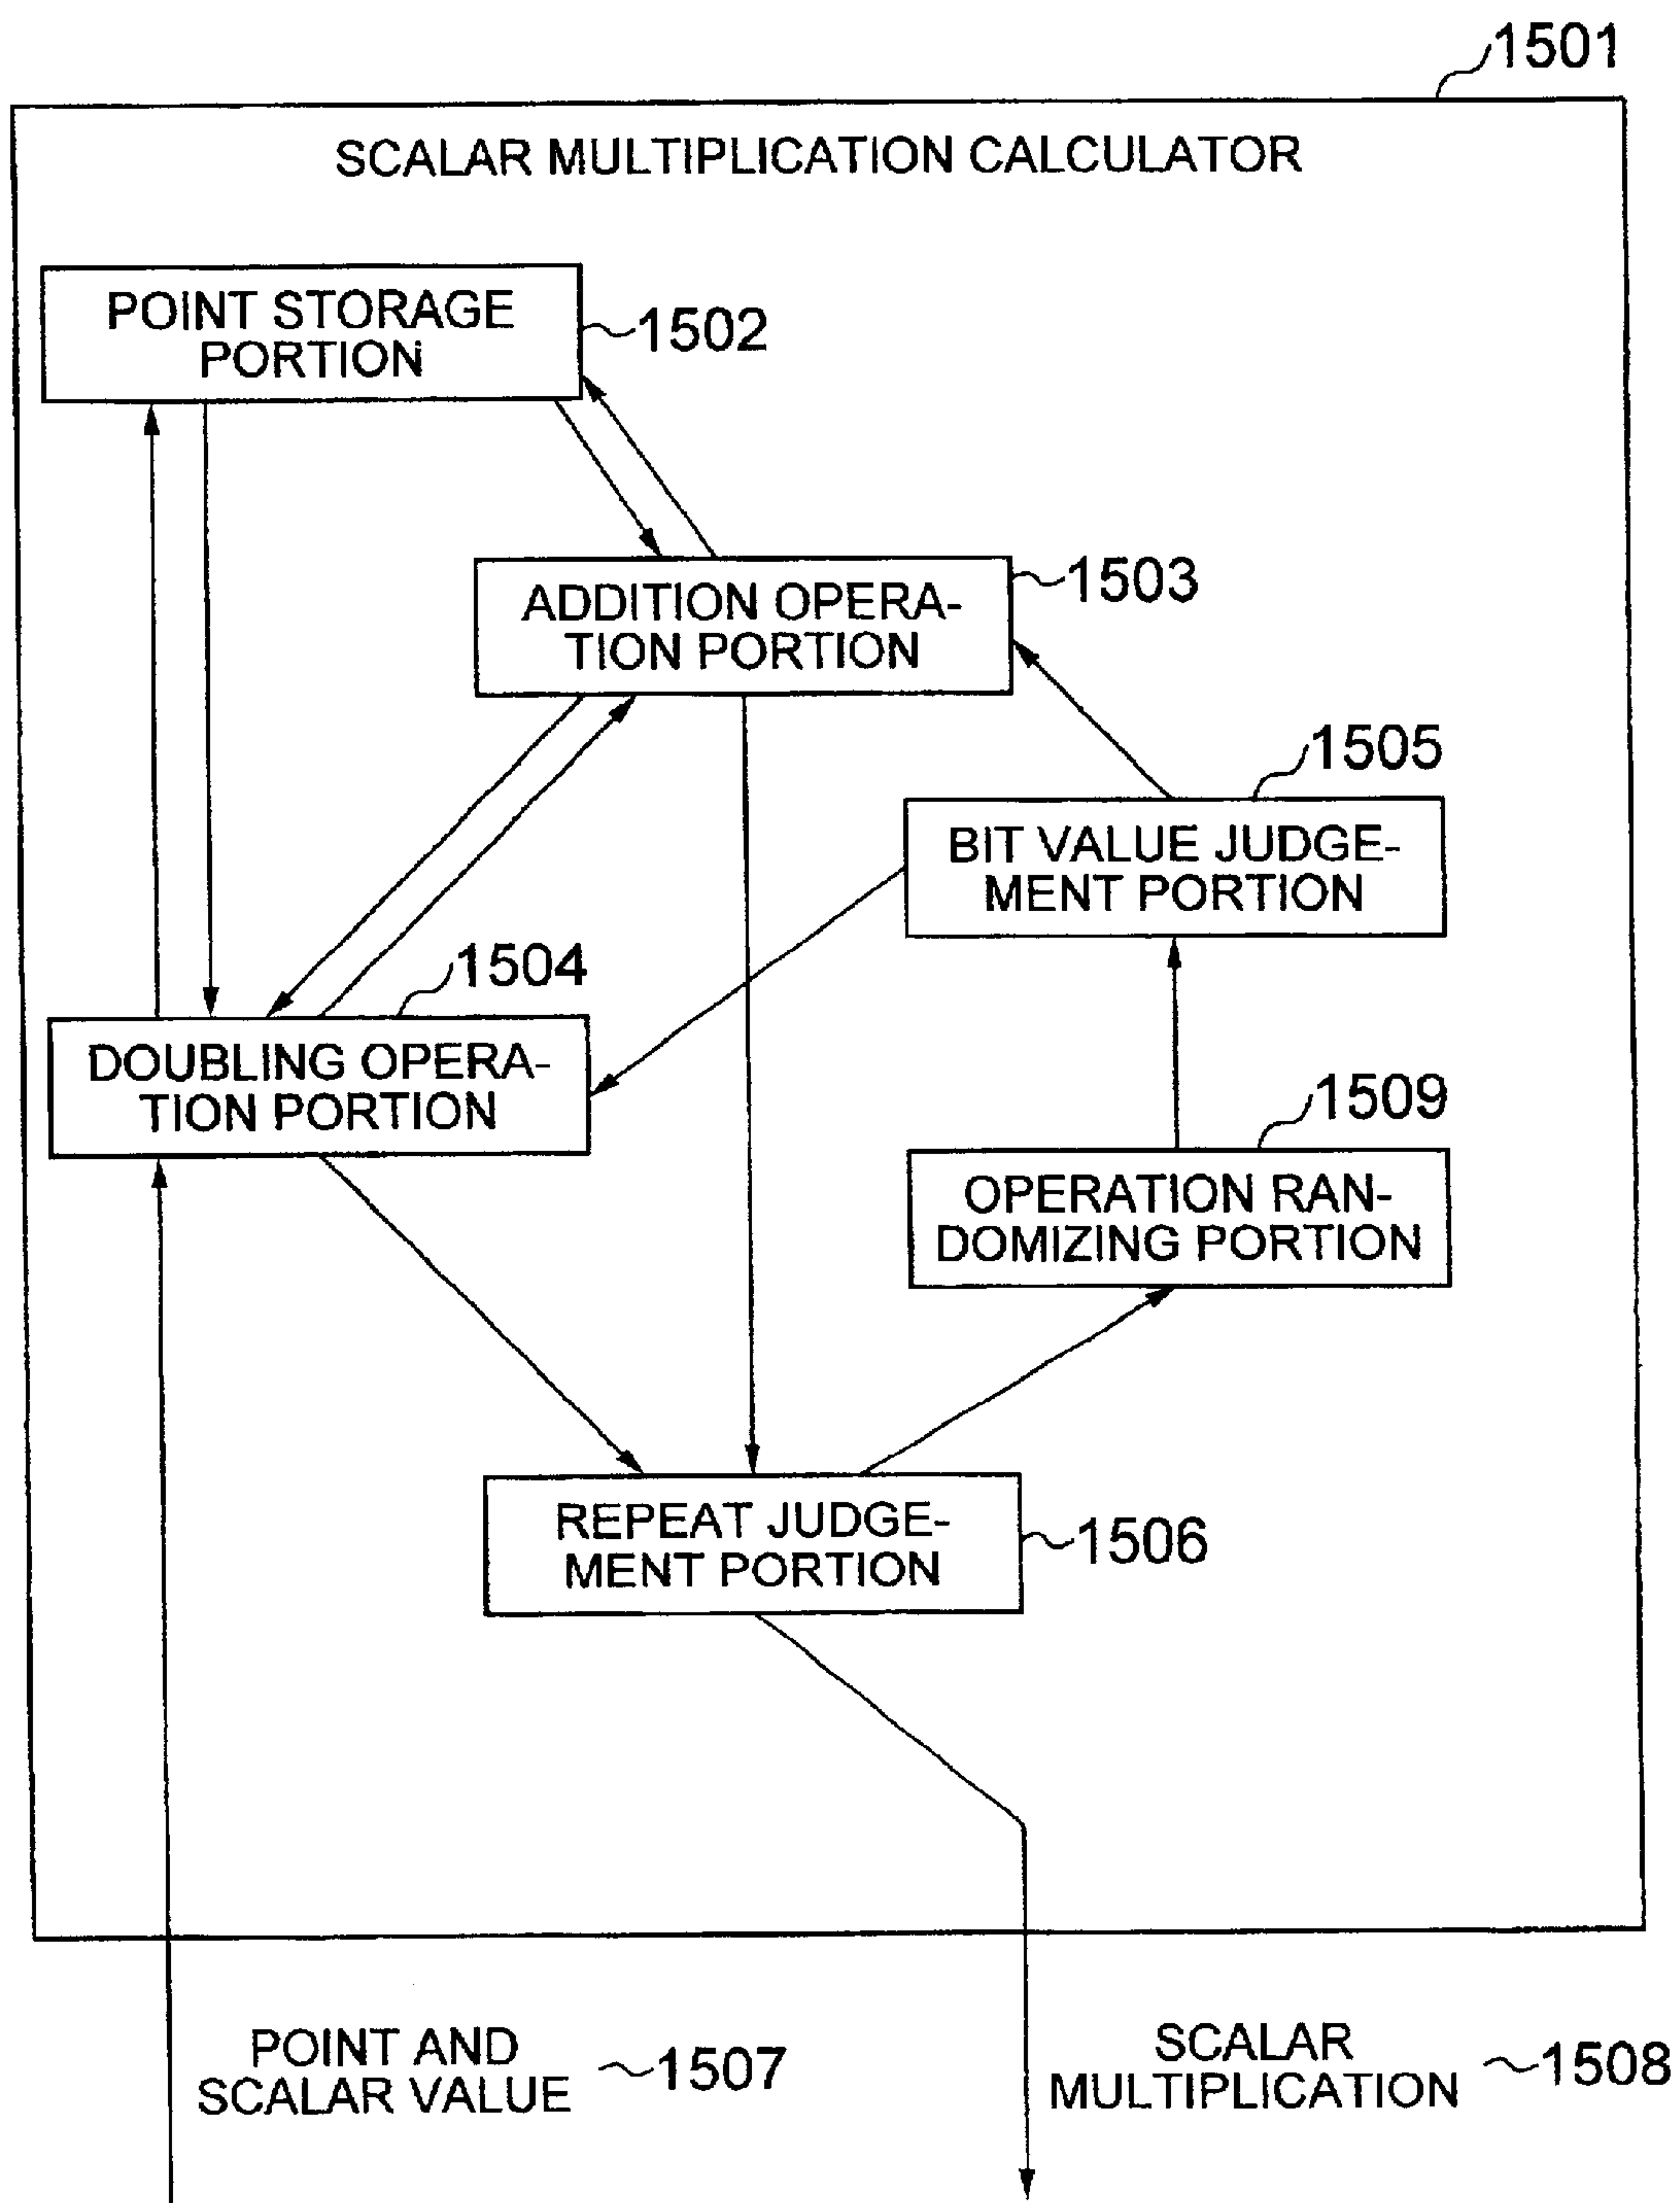 1501
SCALAR MULTIPLICATION CALCULATOR
POINT STORAGE
PORTION
1502
ADDITION OPERA-
TION PORTION
1503
1505
BIT VALUE JUDGE-
MENT PORTION
1504
DOUBLING OPERA-
TION PORTION
1509
OPERATION RAN-
DOMIZING PORTION
REPEAT JUDGE-
MENT PORTION
1506
POINT AND
SCALAR VALUE
1507
SCALAR
MULTIPLICATION
1508